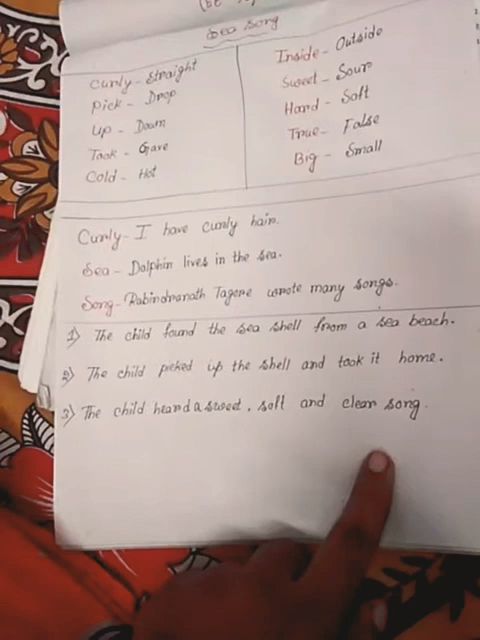 Sea Song
Curly - Straight
Pick - Drop
Up - Down
Took - Gave
Cold - Hot
Inside - Outside
Sweet - Sour
Hard - Soft
True - False
Big - Small
Curly - I have curly hair.
Sea - Dolphin lives in the sea.
Song - Rabindranath Tagore wrote many songs.
1) The child found the sea shell from a sea beach.
2) The child picked up the shell and took it home.
3) The child heard a sweet, soft and clear song.